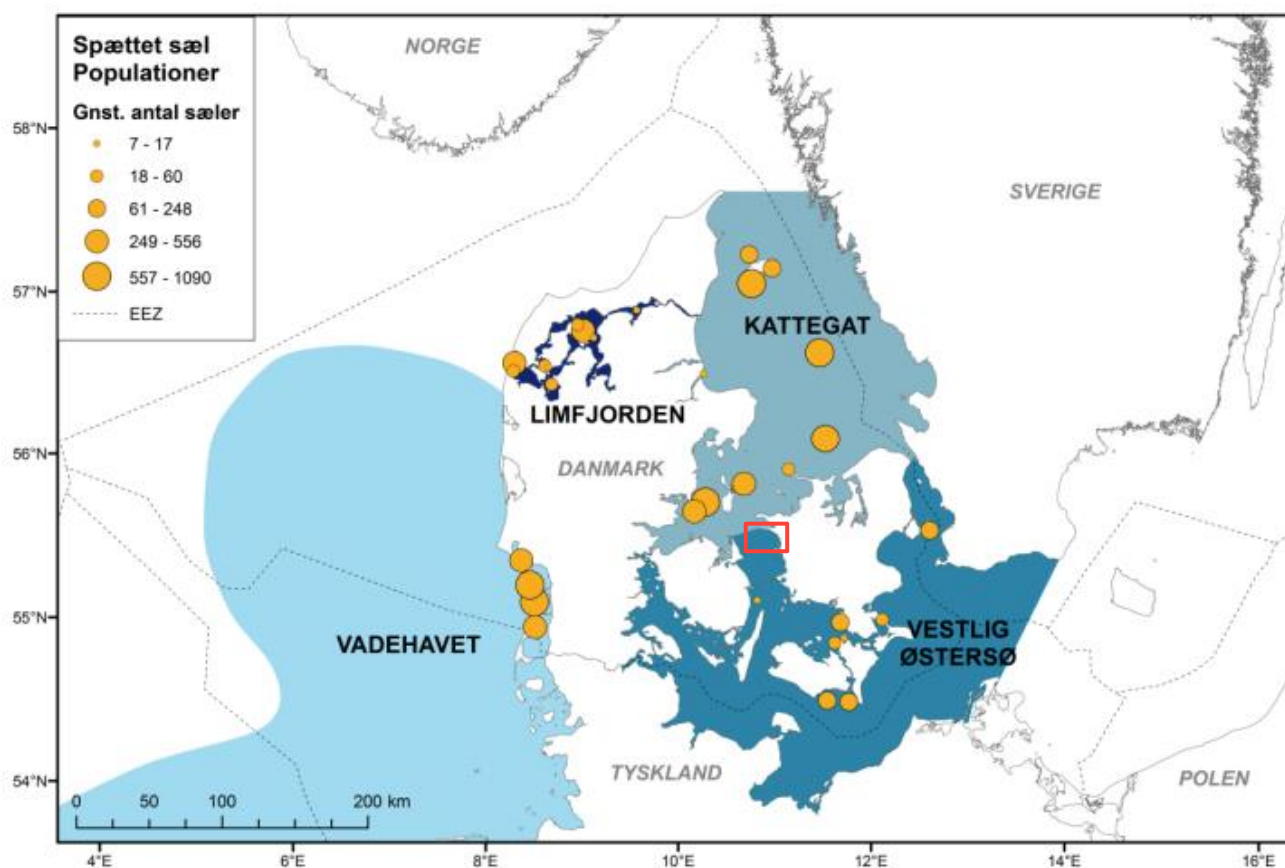 Spættet sæl
Populationer
Gnst. antal sæler
7 - 17
18 - 60
61 - 248
249 - 556
557 - 1090
EEZ
NORGE
SVERIGE
KATTEGAT
LIMFJORDEN
DANMARK
VADEHAVET
VESTLIG
ØSTERSØ
TYSKLAND
POLEN
58°N
57°N
56°N
55°N
54°N
0 50 100 200 km
4°E 6°E 8°E 10°E 12°E 14°E 16°E